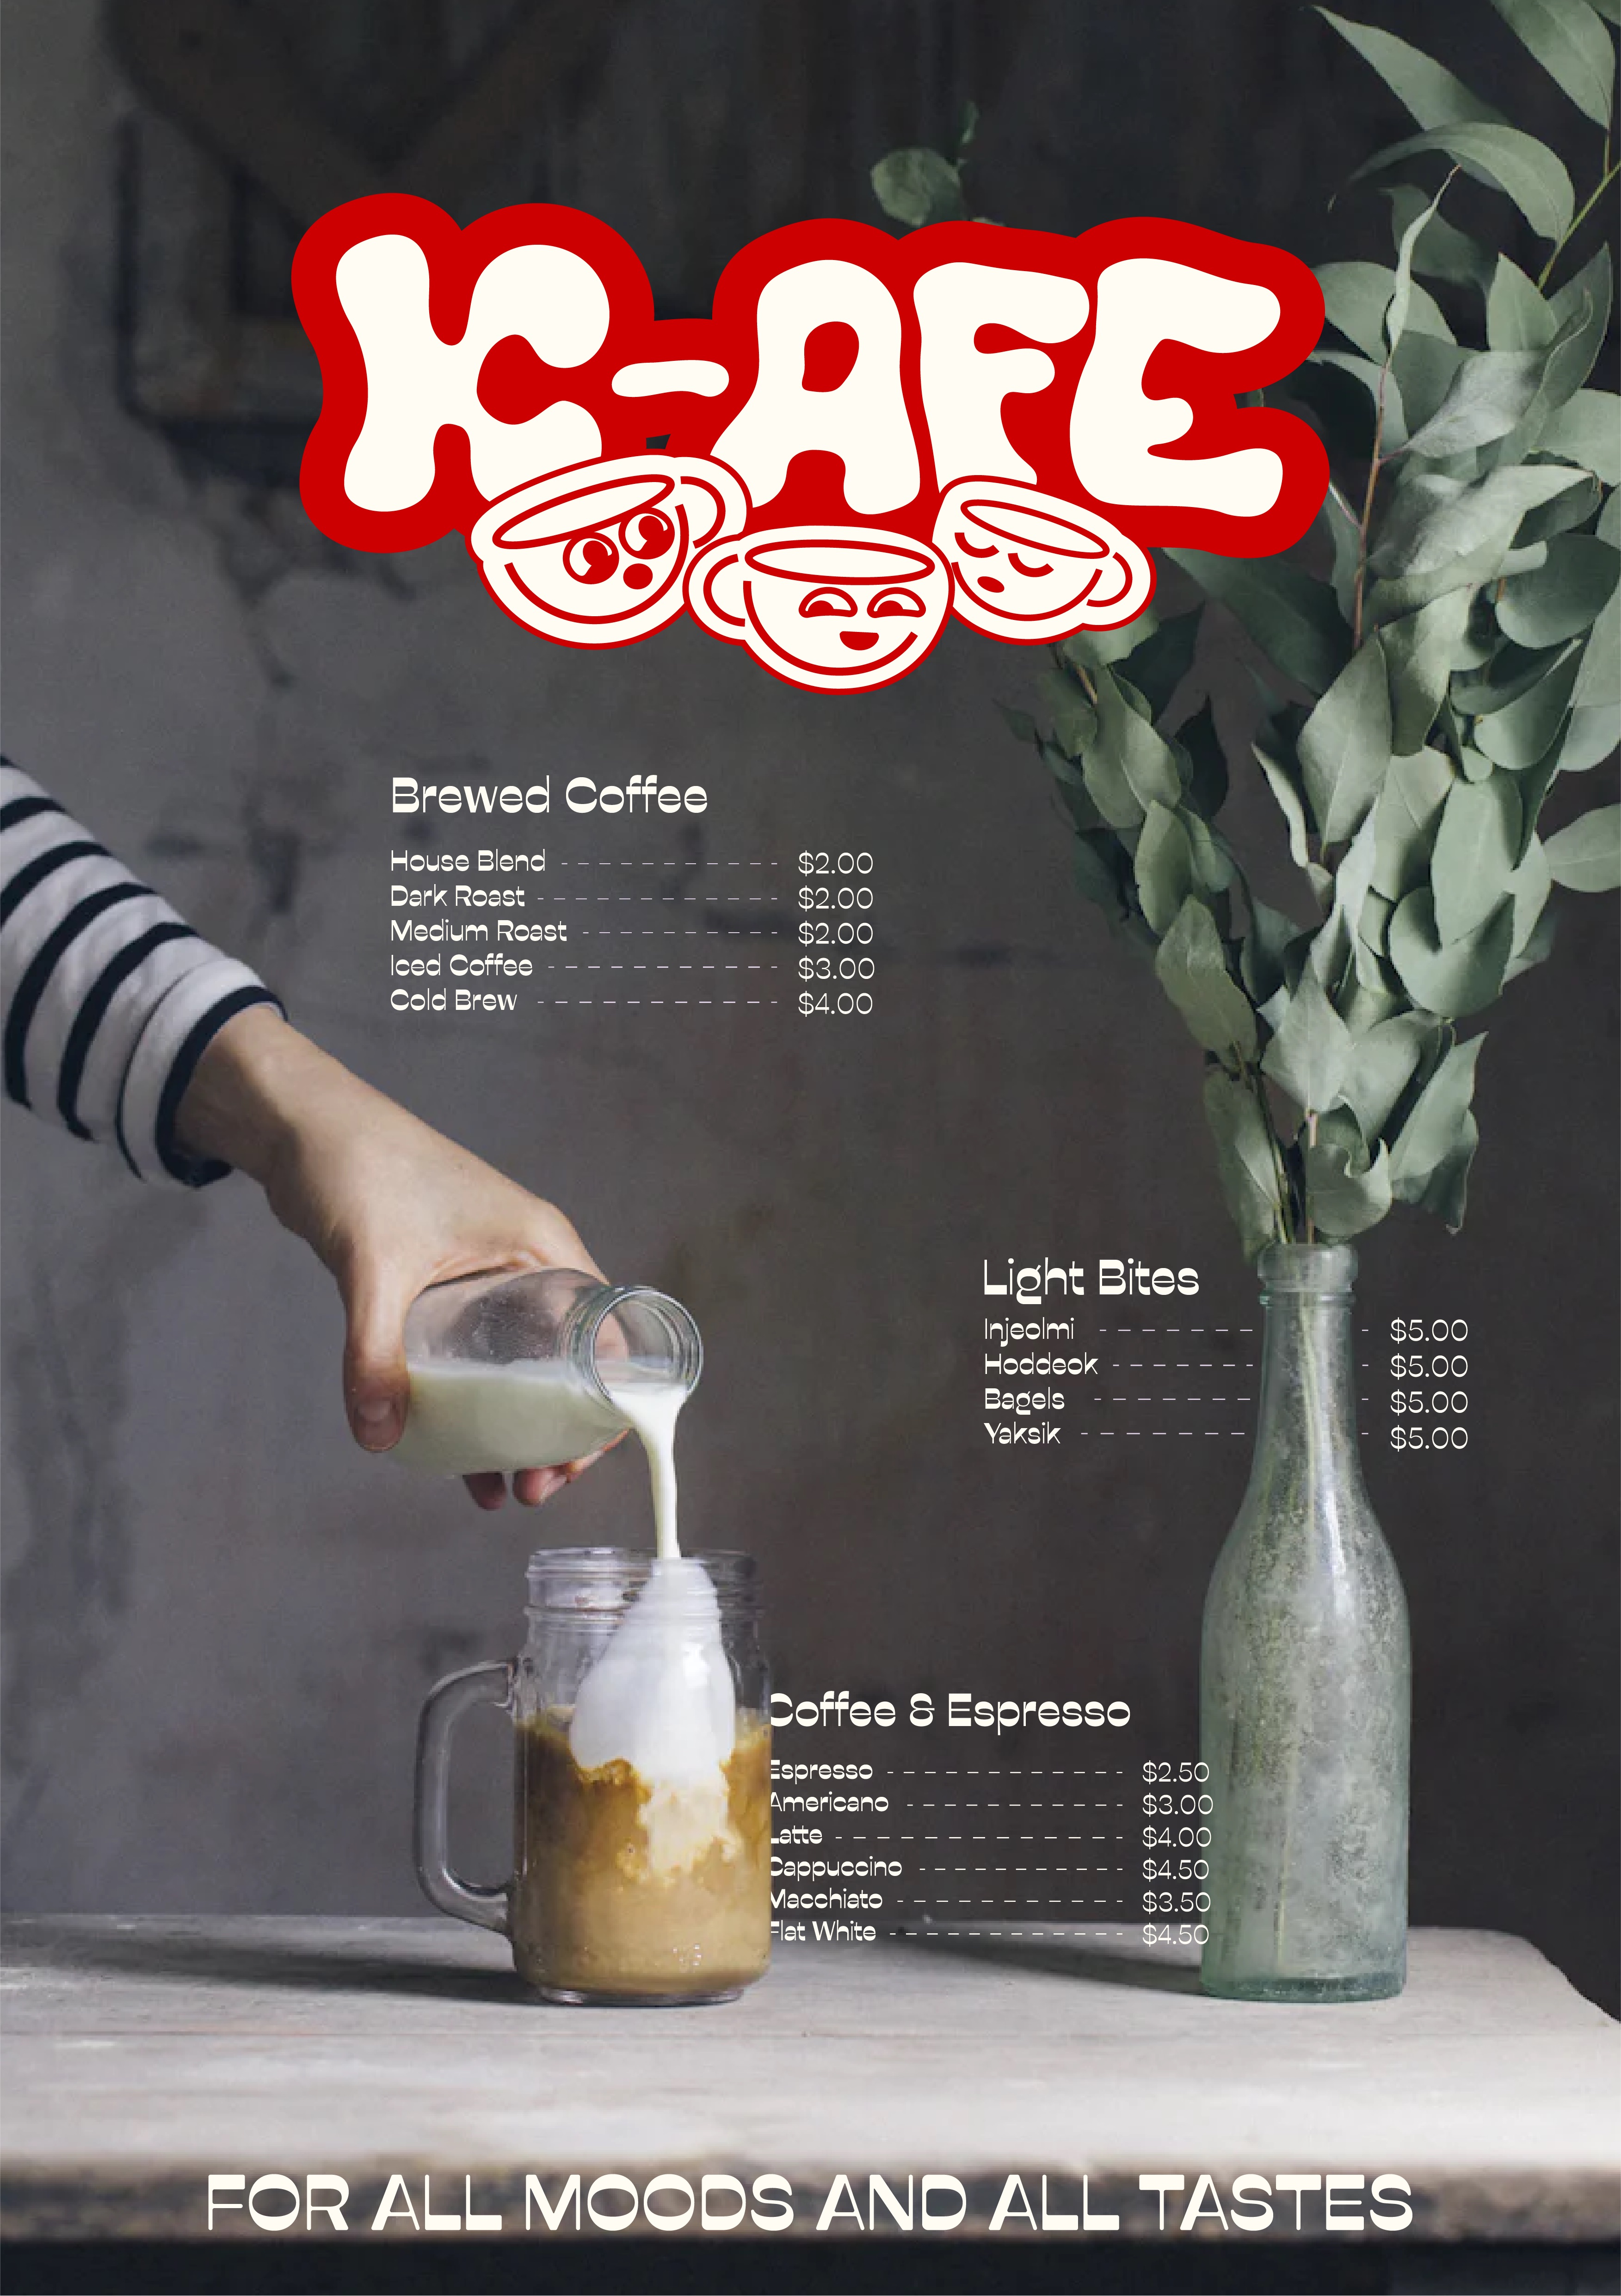 K-AFE
Brewed Coffee
House Blend ----------- $2.00
Dark Roast ------------ $2.00
Medium Roast ---------- $2.00
Iced Coffee ------------ $3.00
Cold Brew ------------ $4.00
Light Bites
Injeolmi --------- $5.00
Hoddeok -------- $5.00
Bagels --------- $5.00
Yaksik ---------- $5.00
Coffee & Espresso
Espresso ------------ $2.50
Americano ----------- $3.00
Latte --------------- $4.00
Cappuccino ----------- $4.50
Macchiato ------------ $3.50
Flat White ------------ $4.50
FOR ALL MOODS AND ALL TASTES